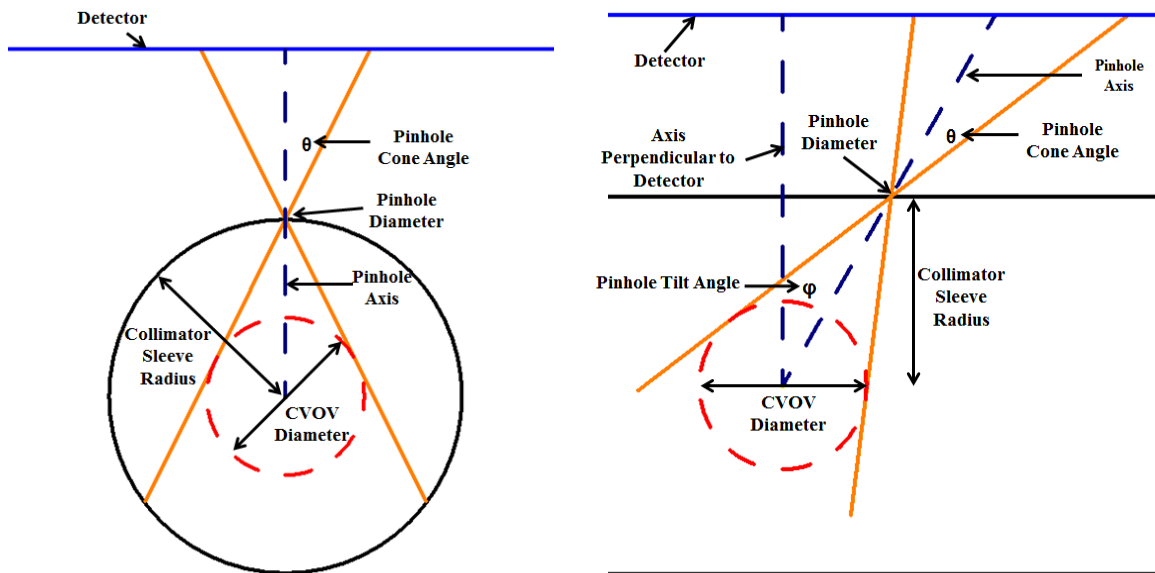 Detector
θ
Pinhole
Cone Angle
Pinhole
Diameter
Pinhole
Axis
Collimator
Sleeve
Radius
CVOV
Diameter
Detector
Pinhole
Axis
Pinhole
Diameter
θ
Pinhole
Cone Angle
Axis
Perpendicular to
Detector
Pinhole Tilt Angle
φ
Collimator
Sleeve
Radius
CVOV
Diameter